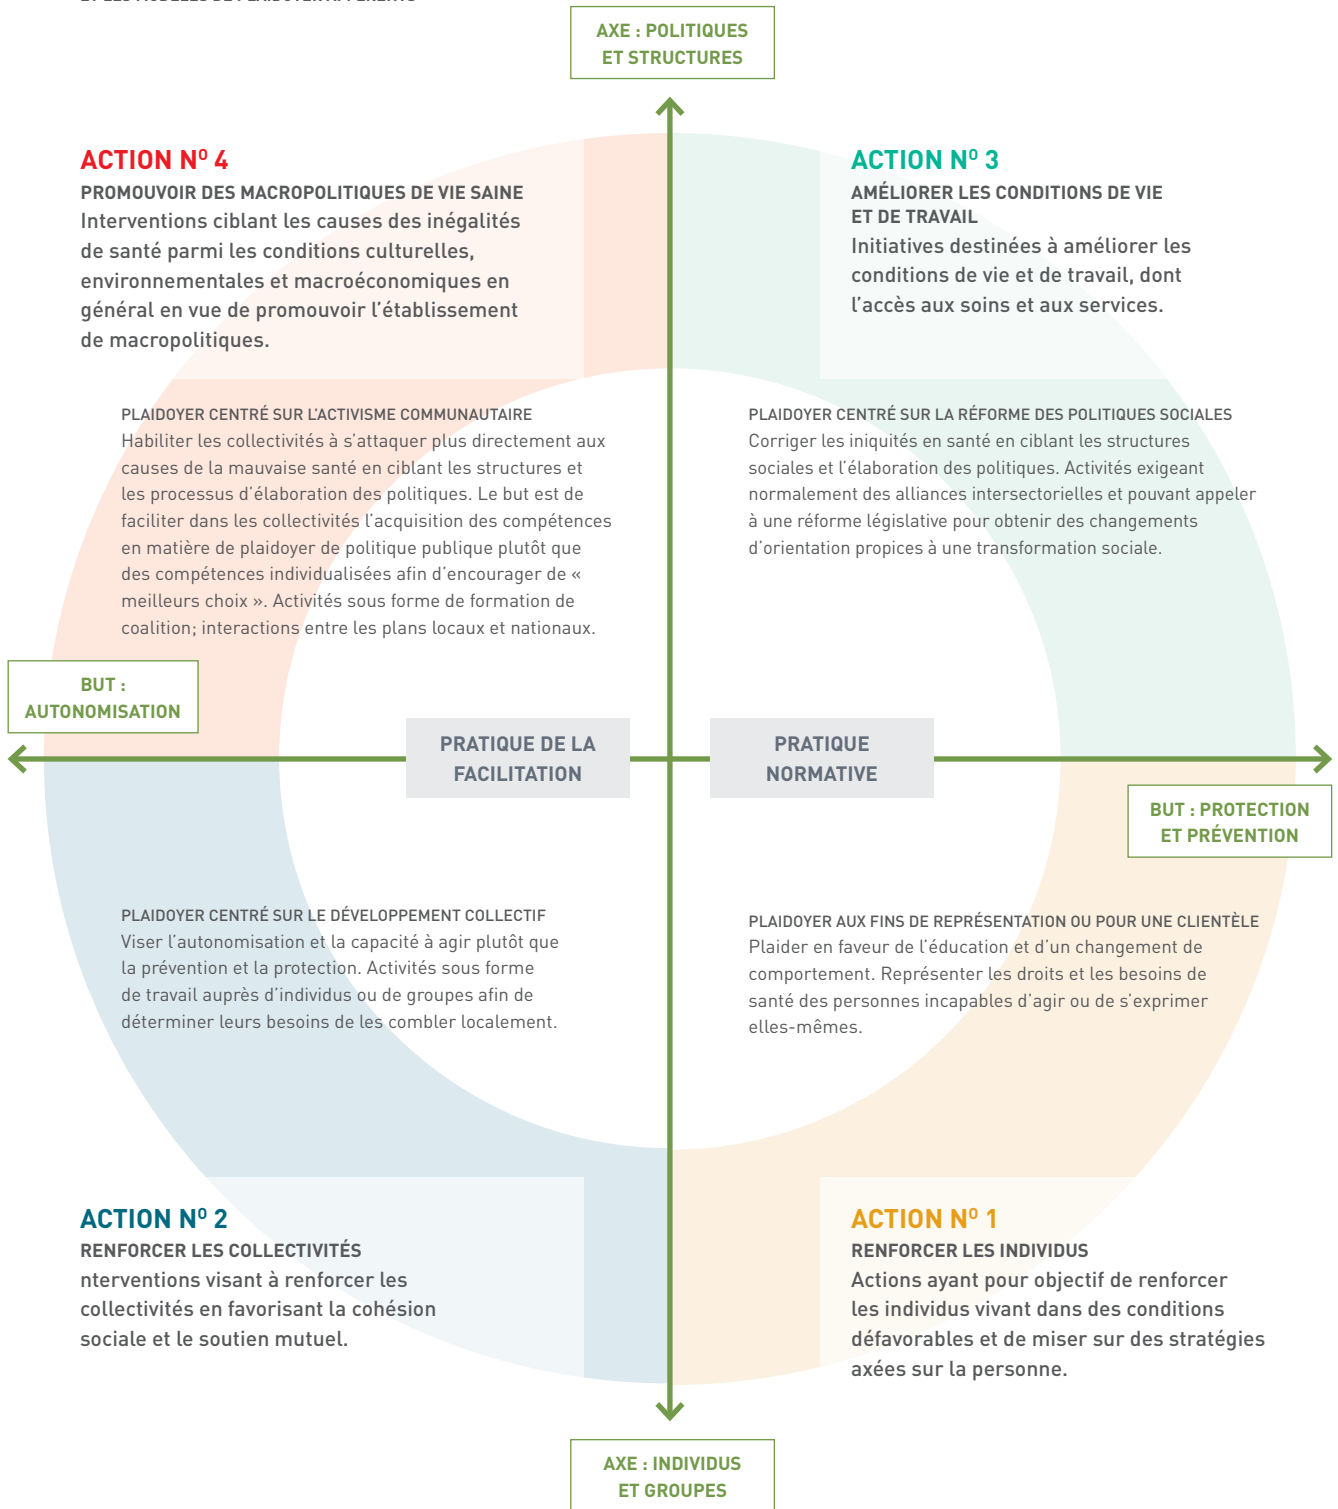 ET LES MODÈLES DE PLAIDOYER AFFÉRENTS
AXE : POLITIQUES
ET STRUCTURES
ACTION Nº 4
PROMOUVOIR DES MACROPOLITIQUES DE VIE SAINE
Interventions ciblant les causes des inégalités
de santé parmi les conditions culturelles,
environnementales et macroéconomiques en
général en vue de promouvoir l’établissement
de macropolitiques.
ACTION Nº 3
AMÉLIORER LES CONDITIONS DE VIE
ET DE TRAVAIL
Initiatives destinées à améliorer les
conditions de vie et de travail, dont
l’accès aux soins et aux services.
PLAIDOYER CENTRÉ SUR L’ACTIVISME COMMUNAUTAIRE
Habiliter les collectivités à s’attaquer plus directement aux
causes de la mauvaise santé en ciblant les structures et
les processus d’élaboration des politiques. Le but est de
faciliter dans les collectivités l’acquisition des compétences
en matière de plaidoyer de politique publique plutôt que
des compétences individualisées afin d’encourager de «
meilleurs choix ». Activités sous forme de formation de
coalition; interactions entre les plans locaux et nationaux.
PLAIDOYER CENTRÉ SUR LA RÉFORME DES POLITIQUES SOCIALES
Corriger les iniquités en santé en ciblant les structures
sociales et l’élaboration des politiques. Activités exigeant
normalement des alliances intersectorielles et pouvant appeler
à une réforme législative pour obtenir des changements
d’orientation propices à une transformation sociale.
BUT :
AUTONOMISATION
PRATIQUE DE LA
FACILITATION
PRATIQUE
NORMATIVE
BUT : PROTECTION
ET PRÉVENTION
PLAIDOYER CENTRÉ SUR LE DÉVELOPPEMENT COLLECTIF
Viser l’autonomisation et la capacité à agir plutôt que
la prévention et la protection. Activités sous forme
de travail auprès d’individus ou de groupes afin de
déterminer leurs besoins de les combler localement.
PLAIDOYER AUX FINS DE REPRÉSENTATION OU POUR UNE CLIENTÈLE
Plaider en faveur de l’éducation et d’un changement de
comportement. Représenter les droits et les besoins de
santé des personnes incapables d’agir ou de s’exprimer
elles-mêmes.
ACTION Nº 2
RENFORCER LES COLLECTIVITÉS
nterventions visant à renforcer les
collectivités en favorisant la cohésion
sociale et le soutien mutuel.
ACTION Nº 1
RENFORCER LES INDIVIDUS
Actions ayant pour objectif de renforcer
les individus vivant dans des conditions
défavorables et de miser sur des stratégies
axées sur la personne.
AXE : INDIVIDUS
ET GROUPES